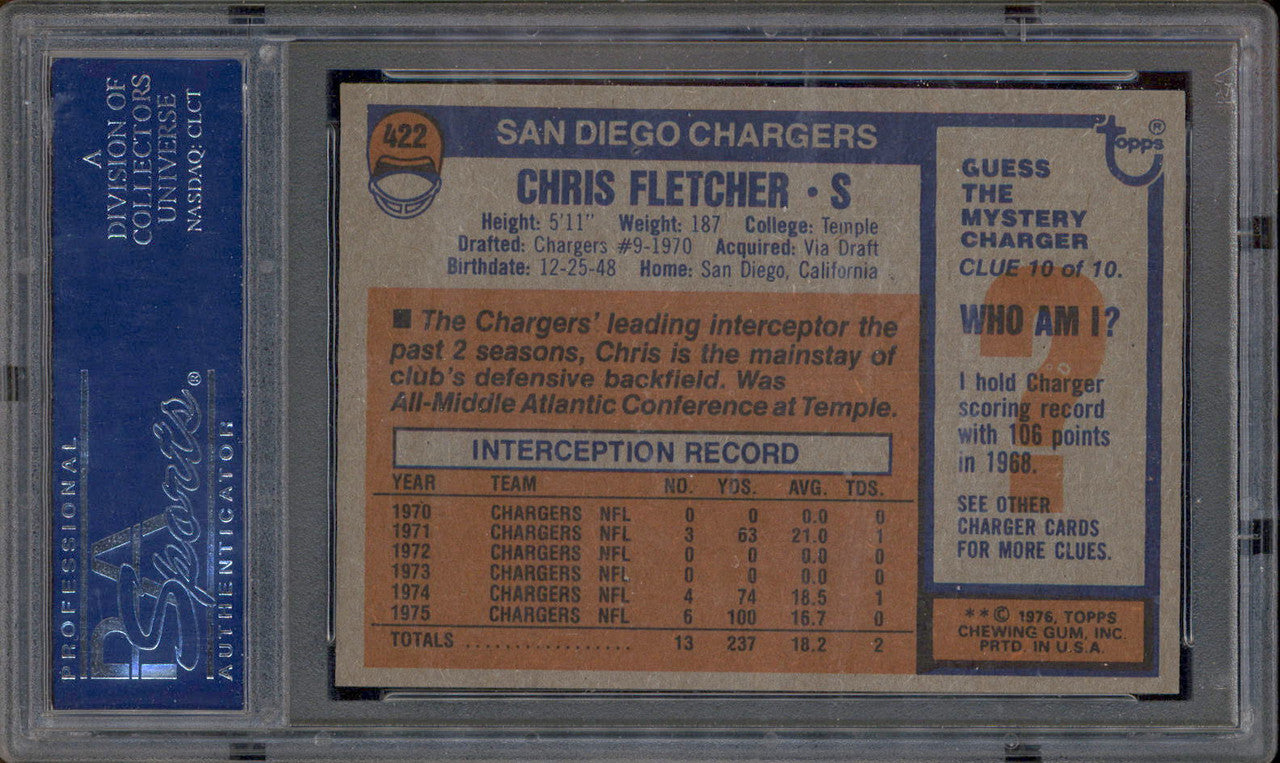 A
DIVISION OF
COLLECTORS
UNIVERSE
NASDAQ: CLCT
PROFESSIONAL
PSA
Sports®
AUTHENTICATOR
422
SAN DIEGO CHARGERS
CHRIS FLETCHER • S
Height: 5'11" Weight: 187 College: Temple
Drafted: Chargers #9-1970 Acquired: Via Draft
Birthdate: 12-25-48 Home: San Diego, California
■ The Chargers' leading interceptor the
past 2 seasons, Chris is the mainstay of
club's defensive backfield. Was
All-Middle Atlantic Conference at Temple.
INTERCEPTION RECORD
YEAR TEAM NO. YDS. AVG. TDS.
1970 CHARGERS NFL 0 0 0.0 0
1971 CHARGERS NFL 3 63 21.0 1
1972 CHARGERS NFL 0 0 0.0 0
1973 CHARGERS NFL 0 0 0.0 0
1974 CHARGERS NFL 4 74 18.5 1
1975 CHARGERS NFL 6 100 16.7 0
TOTALS ................. 13 237 18.2 2
topps®
GUESS
THE
MYSTERY
CHARGER
CLUE 10 of 10.
?
WHO AM I?
I hold Charger
scoring record
with 106 points
in 1968.
SEE OTHER
CHARGER CARDS
FOR MORE CLUES.
**© 1976, TOPPS
CHEWING GUM, INC.
PRTD. IN U.S.A.